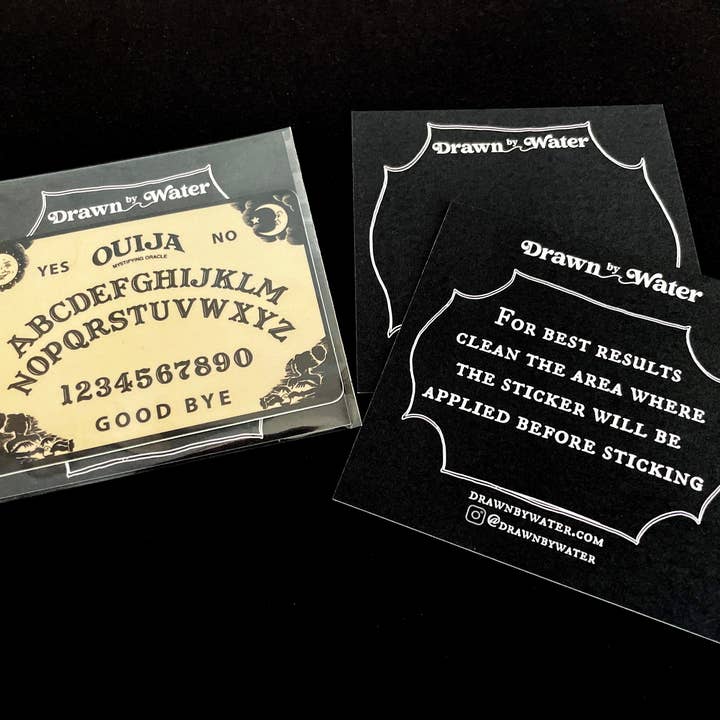 Drawn by Water
YES OUIJA NO
MYSTIFYING ORACLE
ABCDEFGHIJKLM
NOPQRSTUVWXYZ
1234567890
GOOD BYE
Drawn by Water
Drawn by Water
FOR BEST RESULTS
CLEAN THE AREA WHERE
THE STICKER WILL BE
APPLIED BEFORE STICKING
DRAWNBYWATER.COM
@DRAWNBYWATER